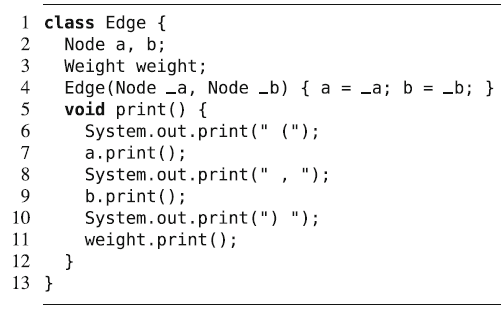 1 class Edge {
2   Node a, b;
3   Weight weight;
4   Edge(Node _a, Node _b) { a = _a; b = _b; }
5   void print() {
6     System.out.print(" (");
7     a.print();
8     System.out.print(" , ");
9     b.print();
10     System.out.print(") ");
11     weight.print();
12   }
13 }